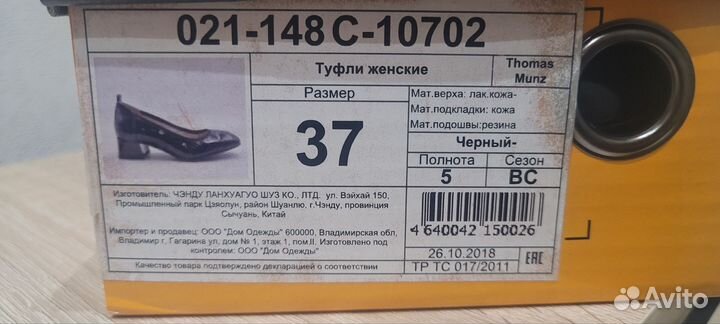 021-148 C-10702
Туфли женские
Thomas
Munz
Размер
37
Мат.верха: лак.кожа-
Мат.подкладки: кожа
Мат.подошвы:резина
Черный-
Полнота
Сезон
5
ВС
Изготовитель: ЧЭНДУ ЛАНХУАГУО ШУЗ КО., ЛТД. ул. Вэйхай 150,
Промышленный парк Цзяолун, район Шуанлю, г.Чэнду, провинция
Сычуань, Китай
Импортер и продавец: ООО "Дом Одежды" 600000, Владимирская обл,
Владимир г, Гагарина ул, дом № 1, этаж 1, пом.II. Изготовлено под
контролем: ООО "Дом Одежды"
Качество товара подтверждено декларацией о соответствии
4 640042 150026
26.10.2018
ТР ТС 017/2011
EAC
Avito